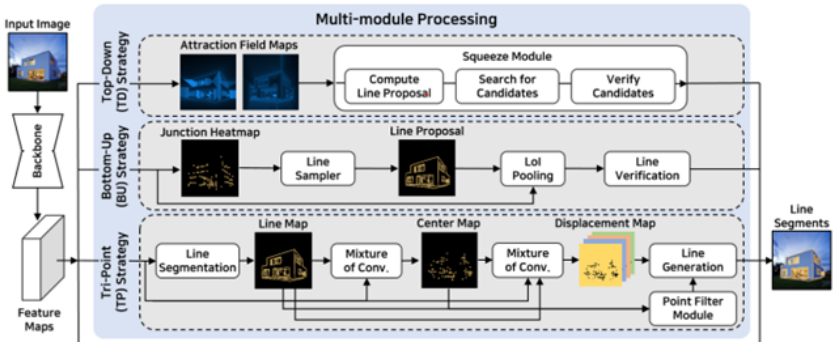 Multi-module Processing
Input Image
Backbone
Feature
Maps
Top-Down
(TD) Strategy
Attraction Field Maps
Squeeze Module
Compute
Line Proposal
Search for
Candidates
Verify
Candidates
Bottom-Up
(BU) Strategy
Junction Heatmap
Line
Sampler
Line Proposal
LoI
Pooling
Line
Verification
Tri-Point
(TP) Strategy
Line
Segmentation
Line Map
Mixture
of Conv.
Center Map
Mixture
of Conv.
Displacement Map
Line
Generation
Point Filter
Module
Line
Segments